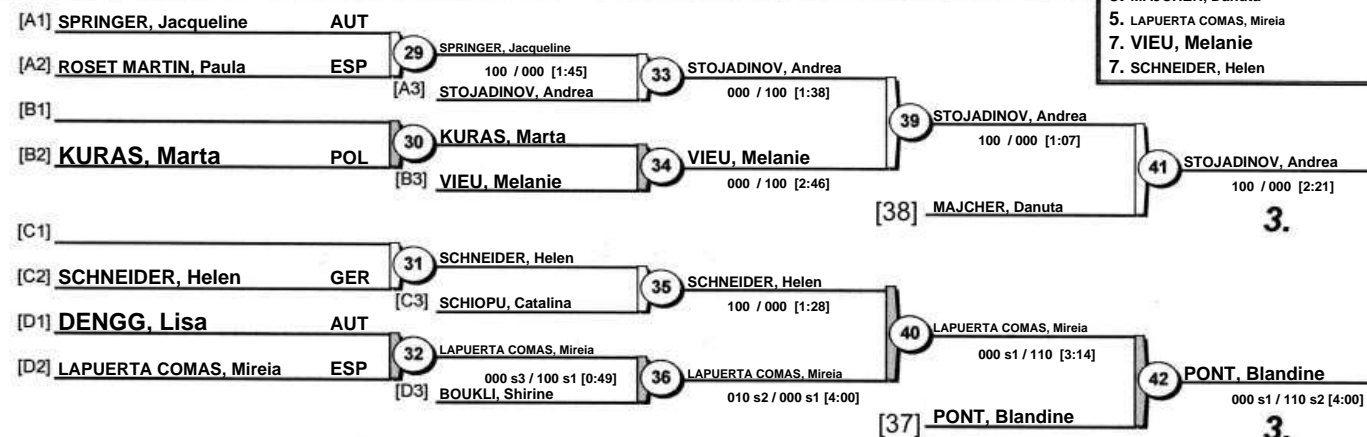 3. MAJCHER, Danuta
5. LAPUERTA COMAS, Mireia
7. VIEU, Melanie
7. SCHNEIDER, Helen
[A1] SPRINGER, Jacqueline AUT
[A2] ROSET MARTIN, Paula ESP
29
SPRINGER, Jacqueline
100 / 000 [1:45]
[A3] STOJADINOV, Andrea
33
STOJADINOV, Andrea
000 / 100 [1:38]
[B1]
[B2] KURAS, Marta POL
30
KURAS, Marta
[B3] VIEU, Melanie
34
VIEU, Melanie
000 / 100 [2:46]
39
STOJADINOV, Andrea
100 / 000 [1:07]
[38] MAJCHER, Danuta
41
STOJADINOV, Andrea
100 / 000 [2:21]
3.
[C1]
[C2] SCHNEIDER, Helen GER
31
SCHNEIDER, Helen
[C3] SCHIOPU, Catalina
35
SCHNEIDER, Helen
100 / 000 [1:28]
[D1] DENGG, Lisa AUT
[D2] LAPUERTA COMAS, Mireia ESP
32
LAPUERTA COMAS, Mireia
000 s3 / 100 s1 [0:49]
[D3] BOUKLI, Shirine
36
LAPUERTA COMAS, Mireia
010 s2 / 000 s1 [4:00]
40
LAPUERTA COMAS, Mireia
000 s1 / 110 [3:14]
[37] PONT, Blandine
42
PONT, Blandine
000 s1 / 110 s2 [4:00]
3.